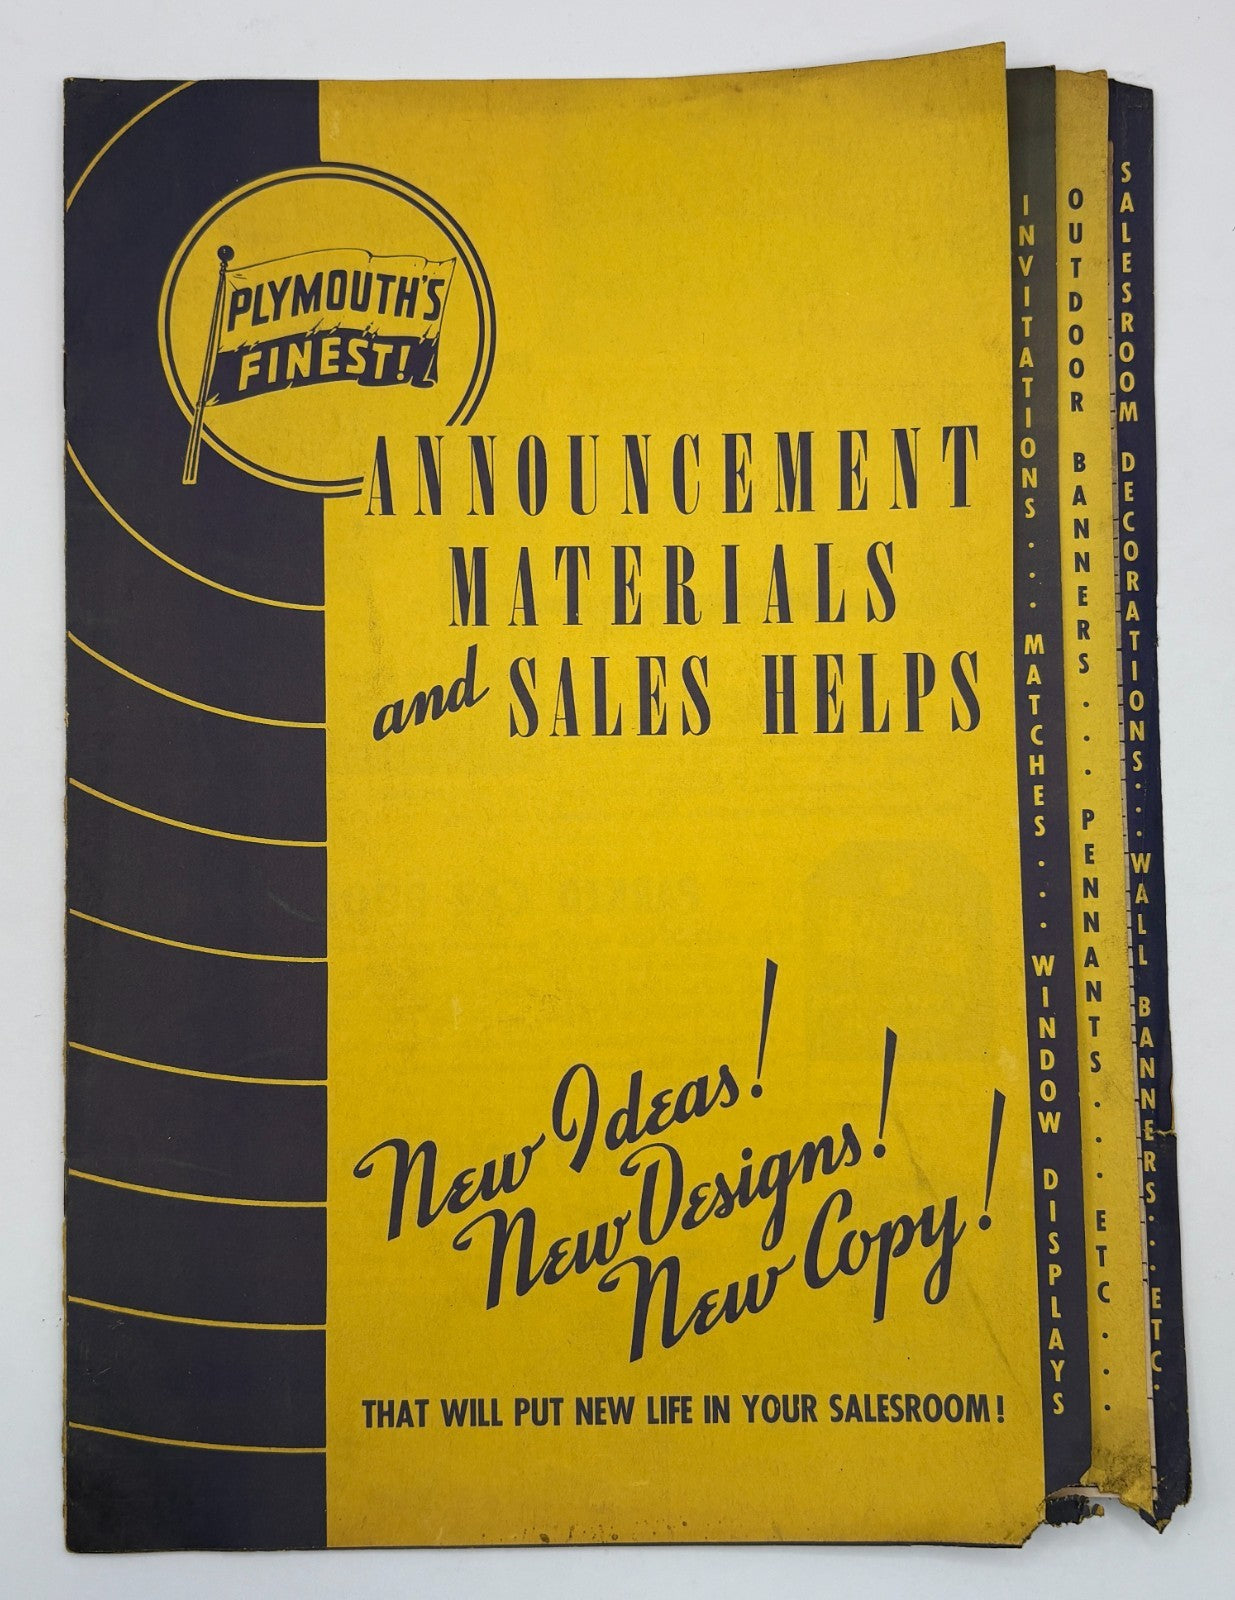 PLYMOUTH'S
FINEST!
ANNOUNCEMENT
MATERIALS
and SALES HELPS
New Ideas!
New Designs!
New Copy!
THAT WILL PUT NEW LIFE IN YOUR SALESROOM!
INVITATIONS . . . MATCHES . . . WINDOW DISPLAYS
OUTDOOR BANNERS . . . PENNANTS . . . ETC . . .
SALESROOM DECORATIONS . . . WALL BANNERS . . . ETC.